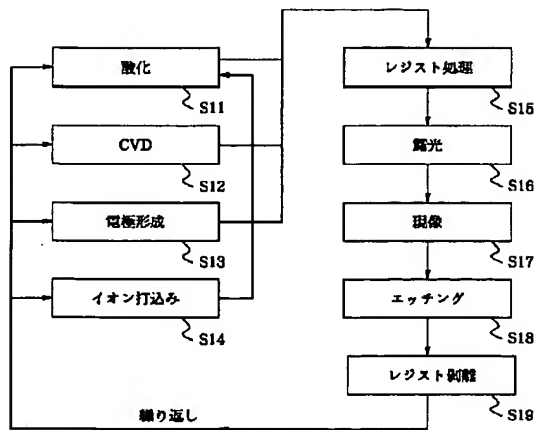 酸化
S11
CVD
S12
電極形成
S13
イオン打込み
S14
レジスト処理
S15
露光
S16
現像
S17
エッチング
S18
レジスト剥離
S19
繰り返し